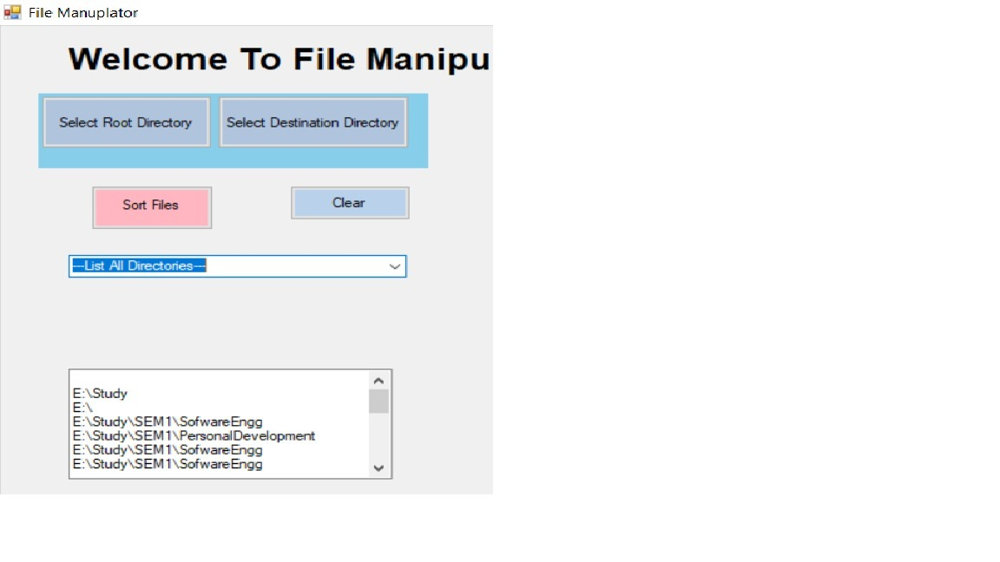 File Manuplator
Welcome To File Manipu
Select Root Directory
Select Destination Directory
Sort Files
Clear
---List All Directories---
E:\Study
E:\
E:\Study\SEM1\SofwareEngg
E:\Study\SEM1\PersonalDevelopment
E:\Study\SEM1\SofwareEngg
E:\Study\SEM1\SofwareEngg